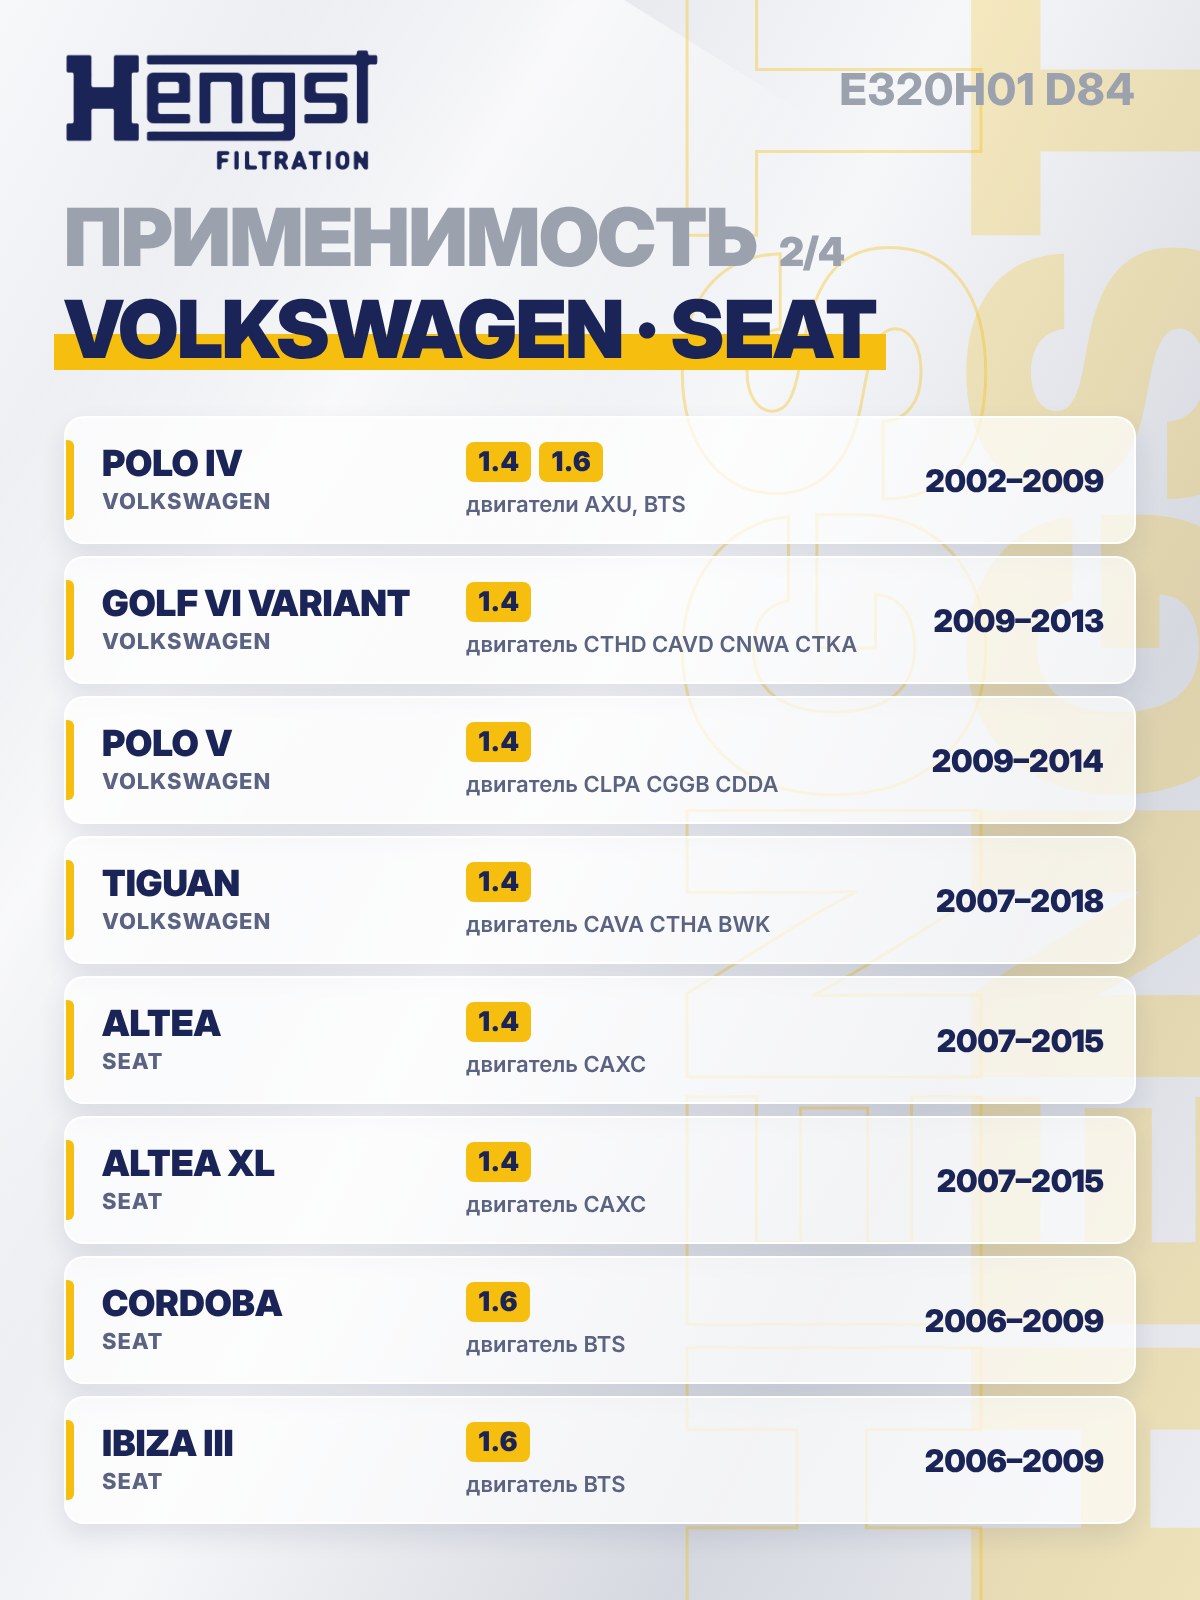 Hengst
FILTRATION
E320H01 D84
ПРИМЕНИМОСТЬ 2/4
VOLKSWAGEN · SEAT
POLO IV
VOLKSWAGEN
1.4 1.6
двигатели AXU, BTS
2002–2009
GOLF VI VARIANT
VOLKSWAGEN
1.4
двигатель CTHD CAVD CNWA CTKA
2009–2013
POLO V
VOLKSWAGEN
1.4
двигатель CLPA CGGB CDDA
2009–2014
TIGUAN
VOLKSWAGEN
1.4
двигатель CAVA CTHA BWK
2007–2018
ALTEA
SEAT
1.4
двигатель CAXC
2007–2015
ALTEA XL
SEAT
1.4
двигатель CAXC
2007–2015
CORDOBA
SEAT
1.6
двигатель BTS
2006–2009
IBIZA III
SEAT
1.6
двигатель BTS
2006–2009
HENGST
HENGST